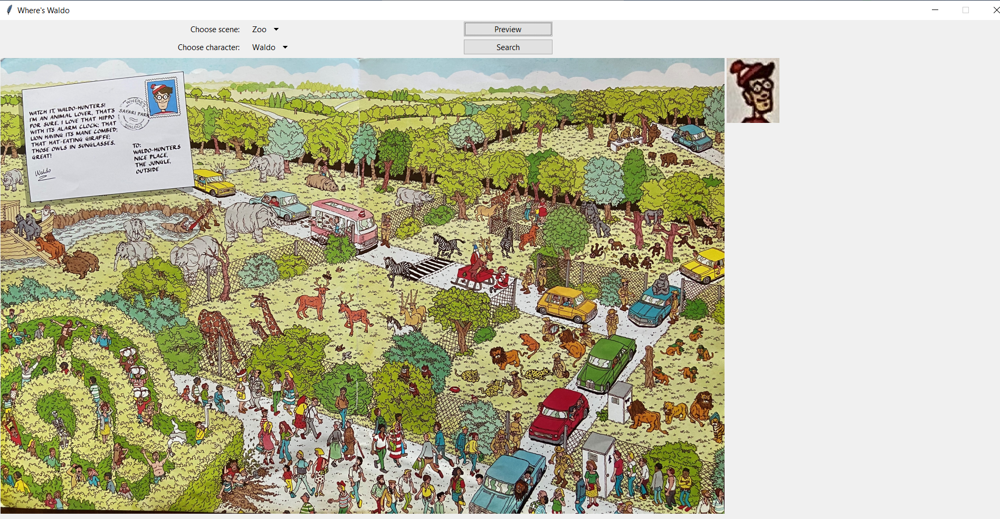 Where's Waldo
Choose scene:
Zoo
Preview
Choose character:
Waldo
Search
WATCH IT, WALDO-HUNTERS!
I'M AN ANIMAL LOVER, THAT'S
FOR SURE. I LOVE THAT HIPPO
WITH ITS ALARM CLOCK; THAT
LION HAVING ITS MANE COMBED;
THAT HAT-EATING GIRAFFE;
THOSE OWLS IN SUNGLASSES.
GREAT!
Waldo
WHERE'S
SAFARI PARK
WALDO?
TO:
WALDO-HUNTERS
NICE PLACE,
THE JUNGLE,
OUTSIDE